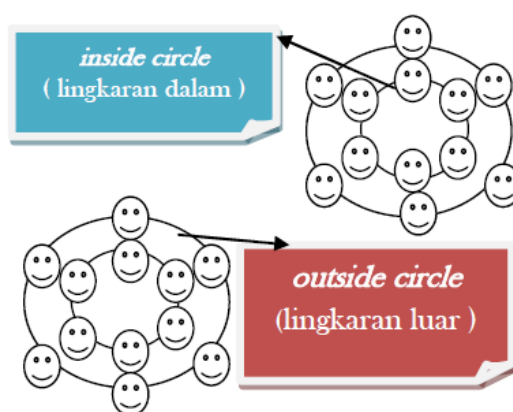 inside circle
( lingkaran dalam )
outside circle
(lingkaran luar )